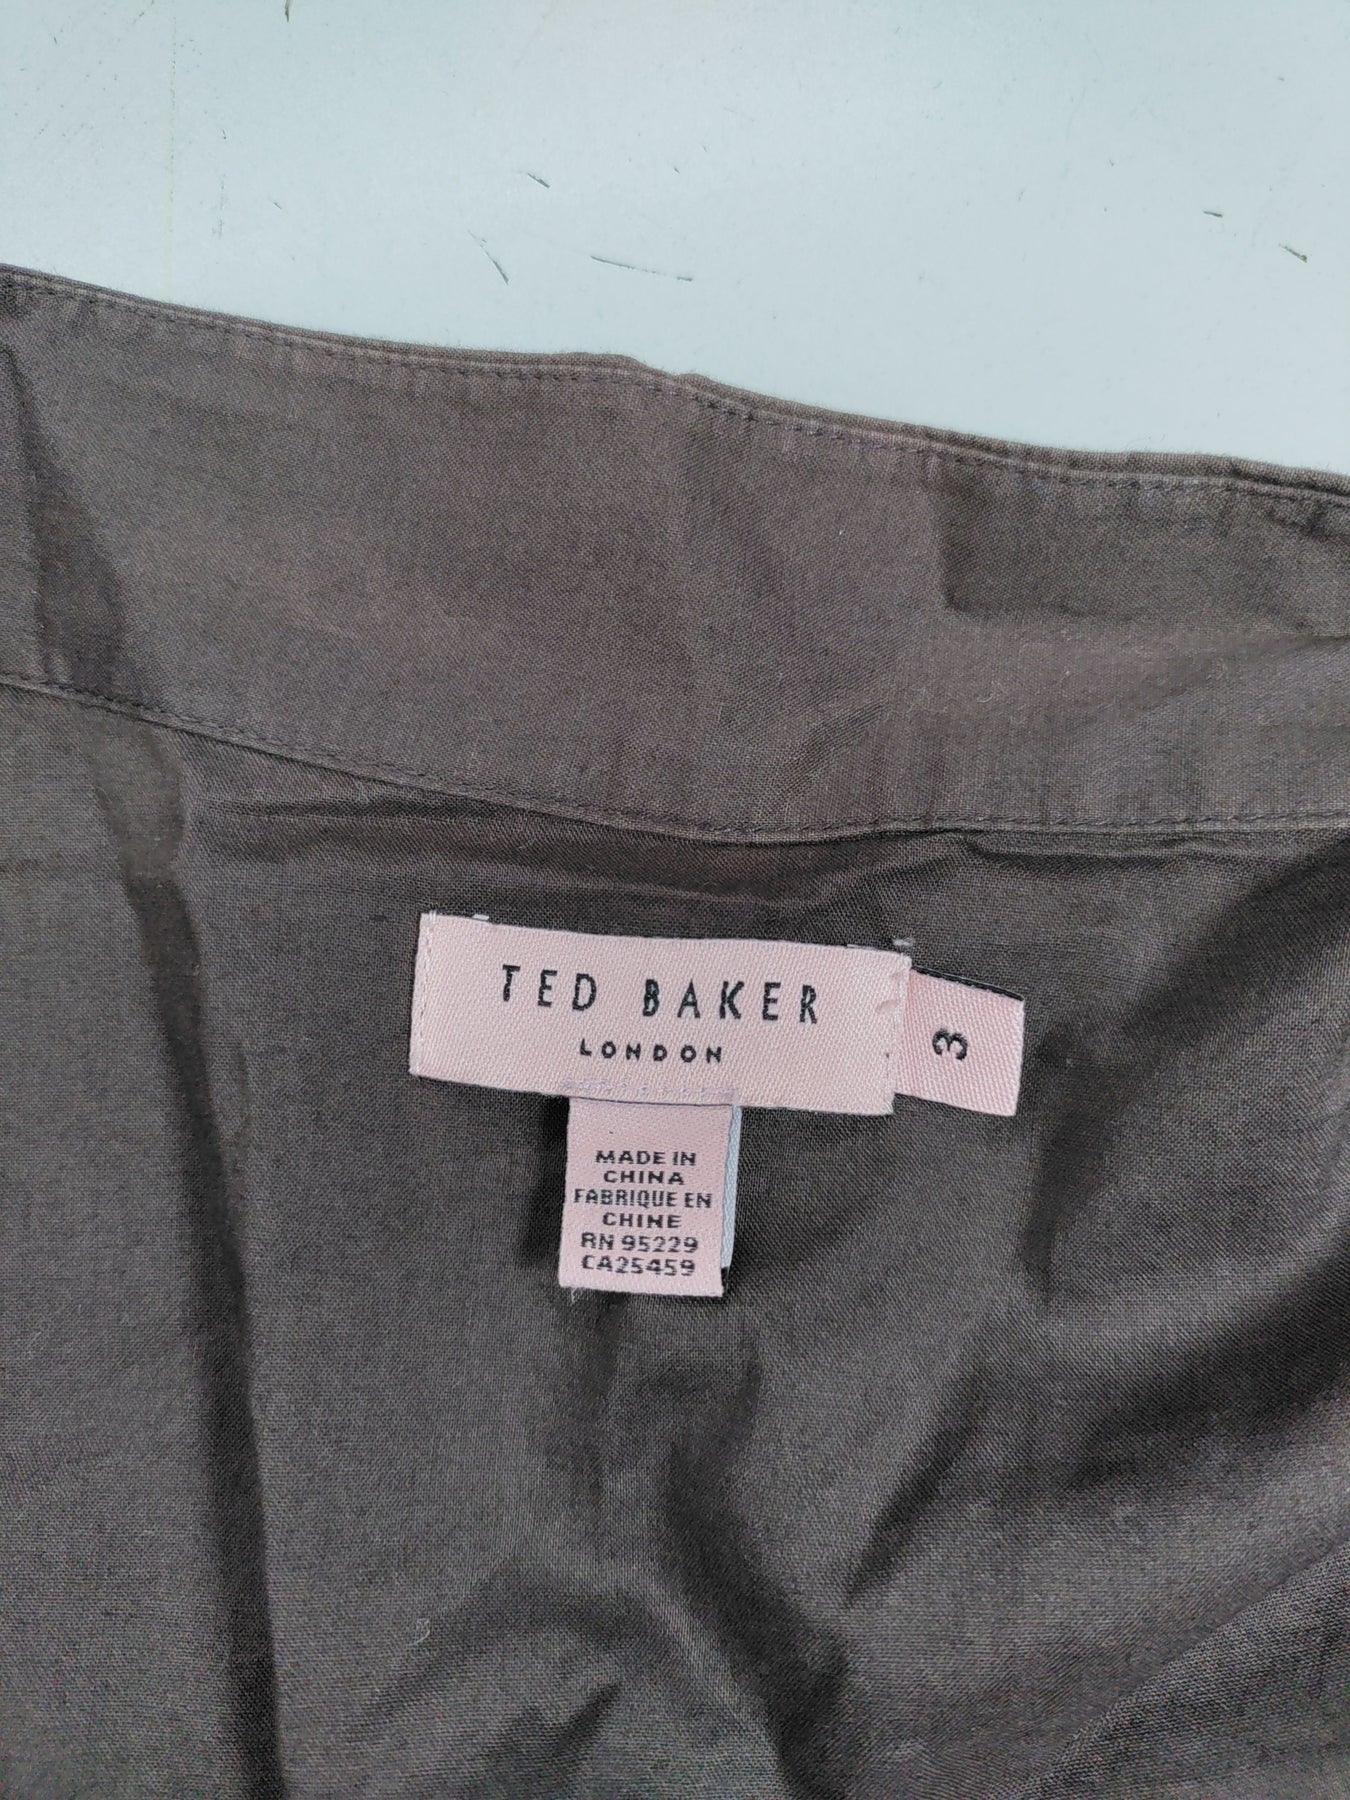 TED BAKER
LONDON
3
MADE IN
CHINA
FABRIQUE EN
CHINE
RN 95229
CA25459